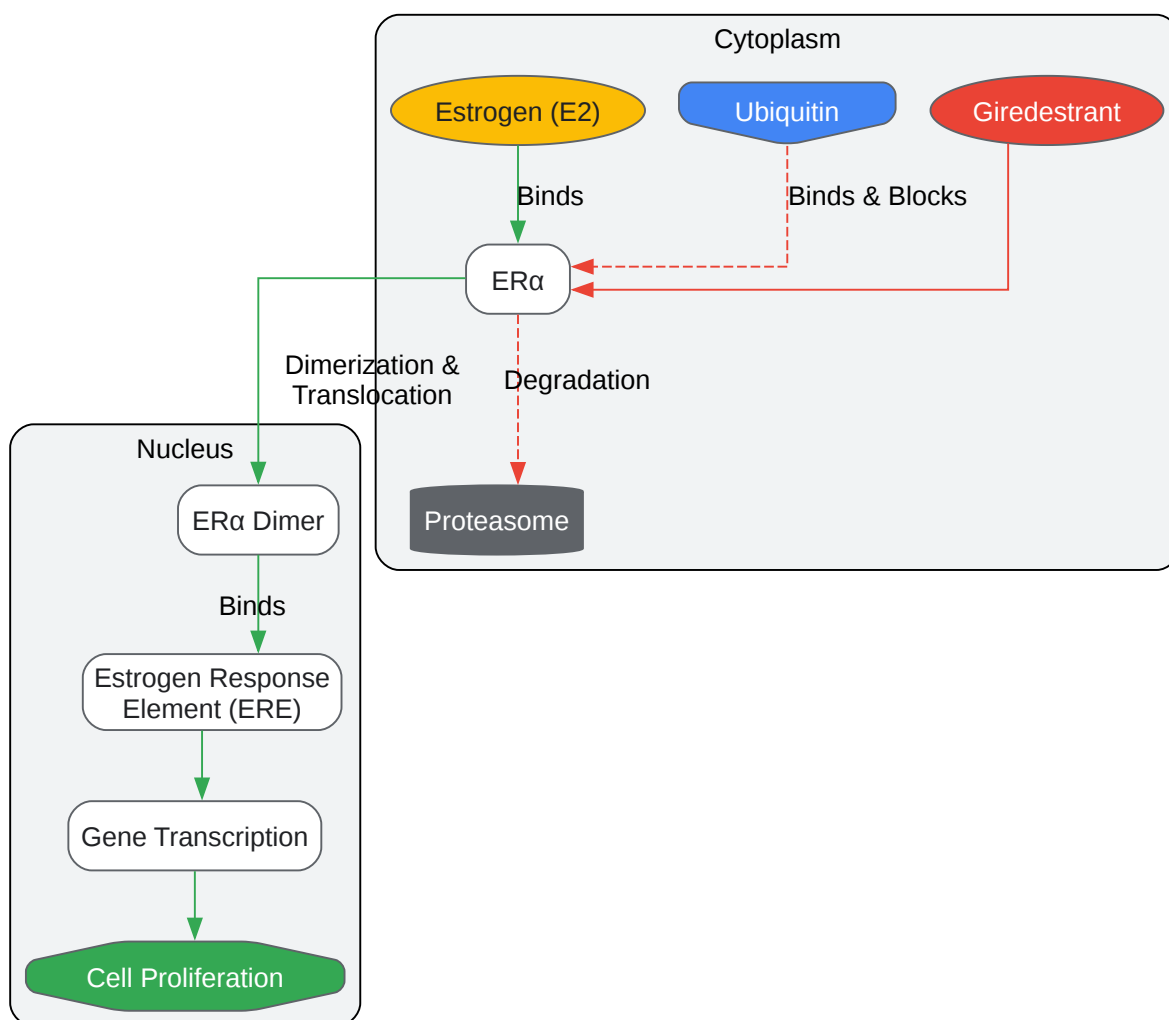 Cytoplasm
Estrogen (E2)
Ubiquitin
Giredestrant
Binds
Binds & Blocks
ERα
Dimerization &
Translocation
Degradation
Nucleus
ERα Dimer
Proteasome
Binds
Estrogen Response
Element (ERE)
Gene Transcription
Cell Proliferation